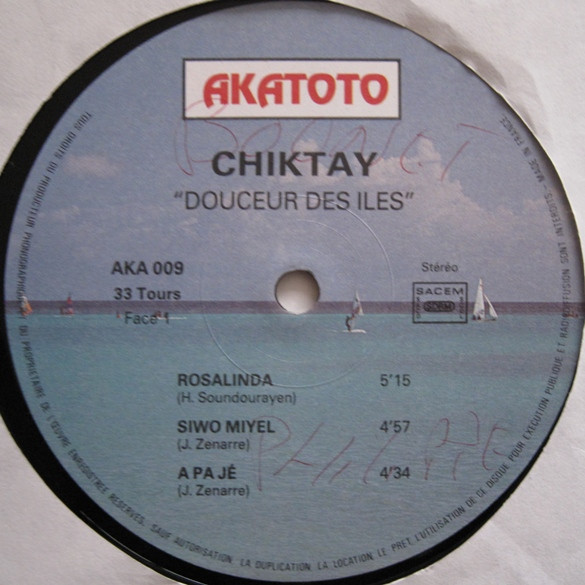 AKATOTO
CHIKTAY
"DOUCEUR DES ILES"
AKA 009
33 Tours
Face 1
Stéréo
SACEM
ROSALINDA 5'15
(H. Soundourayen)
SIWO MIYEL 4'57
(J. Zenarre)
A PA JÉ 4/34
(J. Zenarre)
TOUS DROITS DU PRODUCTEUR PHONOGRAPHIQUE ET DU PROPRIETAIRE DE L'ŒUVRE ENREGISTREE RESERVES. SAUF AUTORISATION, LA DUPLICATION, LA LOCATION, LE PRET, L'UTILISATION DE CE DISQUE POUR EXECUTION PUBLIQUE ET RADIODIFFUSION SONT INTERDITS - MADE IN FRANCE